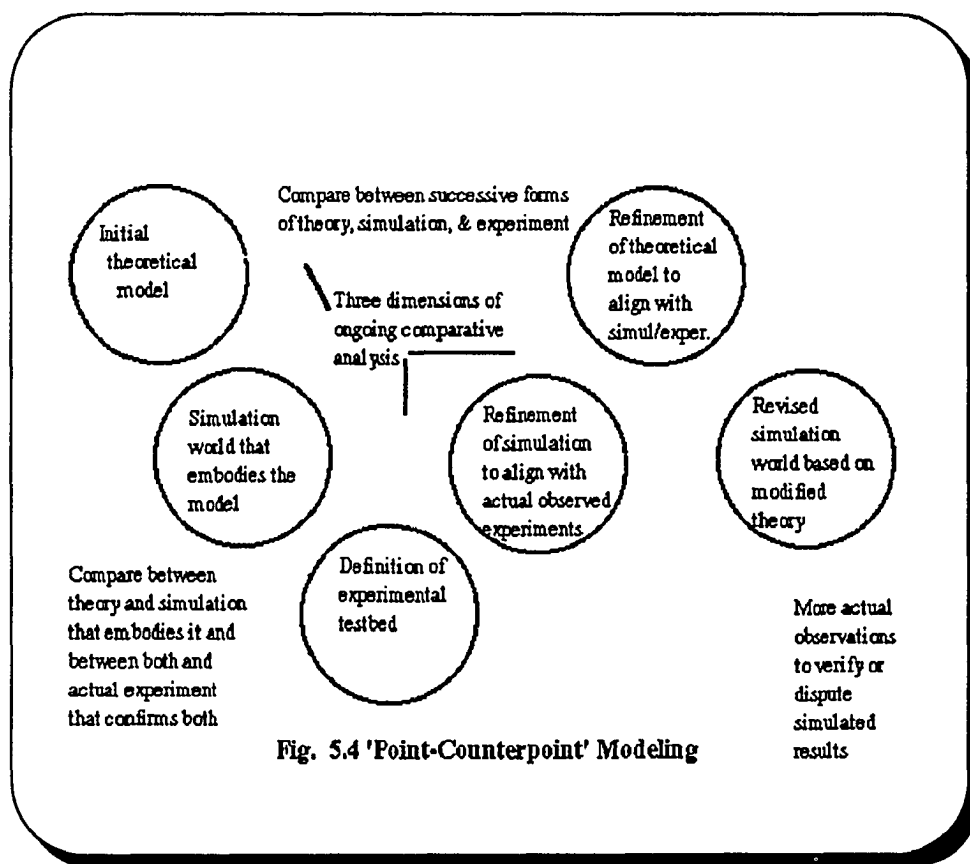 Initial
theoretical
model
Compare between successive forms
of theory, simulation, & experiment
Refinement
of theoretical
model to
align with
simul/exper.
Three dimensions of
ongoing comparative
analysis
Simulation
world that
embodies the
model
Refinement
of simulation
to align with
actual observed
experiments
Revised
simulation
world based on
modified
theory
Definition of
experimental
testbed
Compare between
theory and simulation
that embodies it and
between both and
actual experiment
that confirms both
More actual
observations
to verify or
dispute
simulated
results
Fig. 5.4 'Point-Counterpoint' Modeling